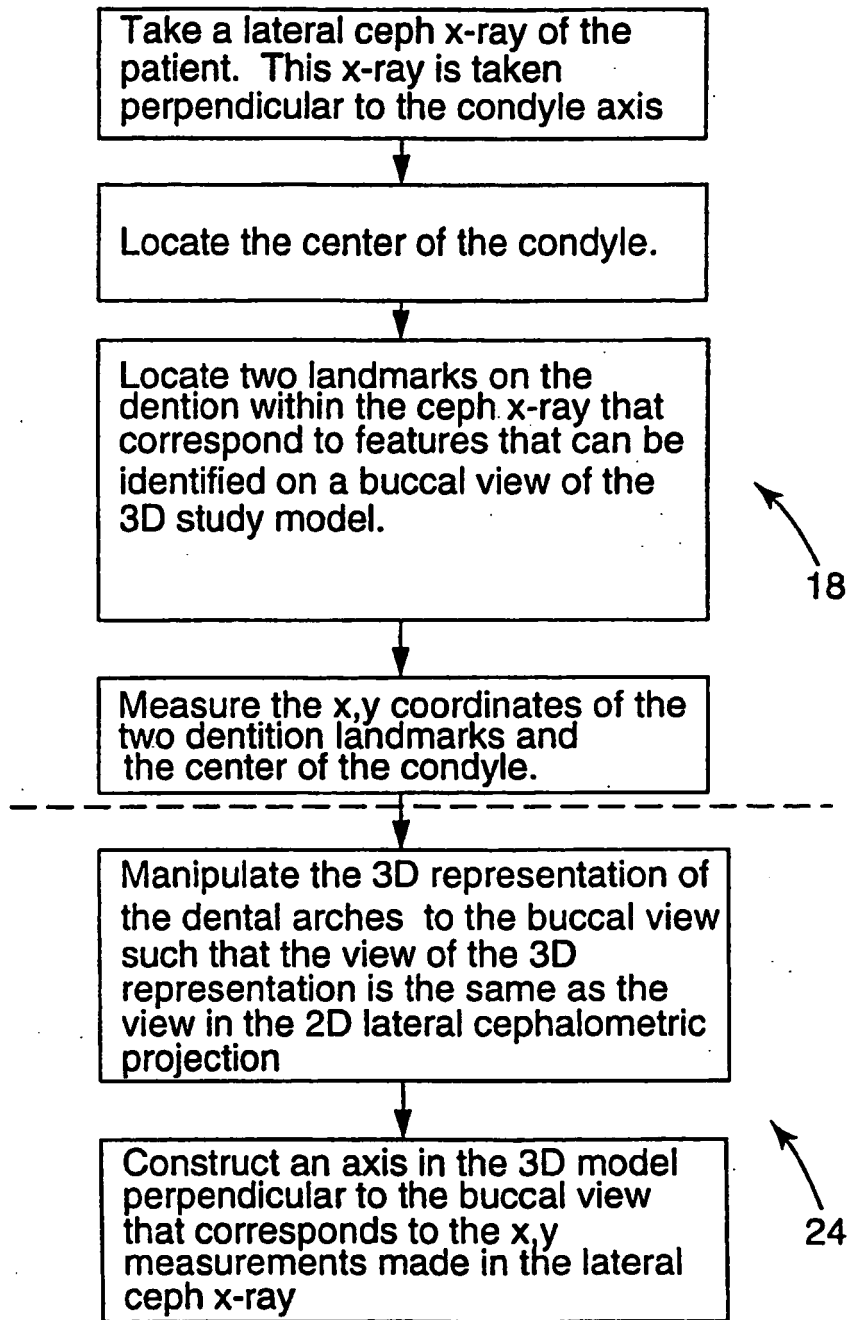 Take a lateral ceph x-ray of the
patient. This x-ray is taken
perpendicular to the condyle axis
Locate the center of the condyle.
Locate two landmarks on the
dention within the ceph x-ray that
correspond to features that can be
identified on a buccal view of the
3D study model.
18
Measure the x,y coordinates of the
two dentition landmarks and
the center of the condyle.
Manipulate the 3D representation of
the dental arches to the buccal view
such that the view of the 3D
representation is the same as the
view in the 2D lateral cephalometric
projection
Construct an axis in the 3D model
perpendicular to the buccal view
that corresponds to the x,y
measurements made in the lateral
ceph x-ray
24